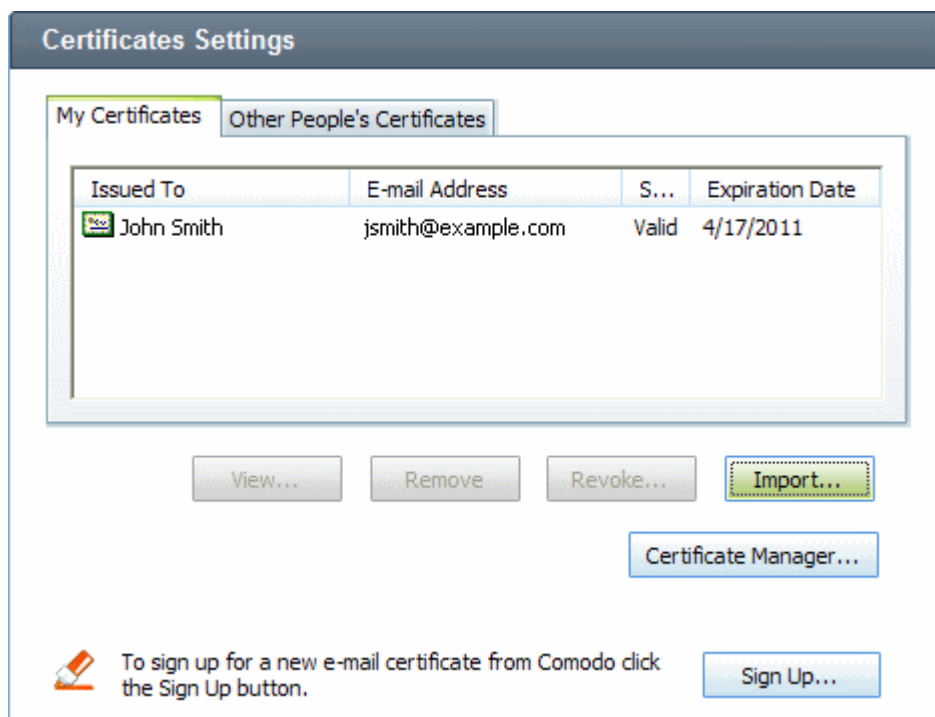 Certificates Settings
My Certificates
Other People's Certificates
Issued To E-mail Address S... Expiration Date
John Smith jsmith@example.com Valid 4/17/2011
View... Remove Revoke... Import...
Certificate Manager...
To sign up for a new e-mail certificate from Comodo click
the Sign Up button.
Sign Up...